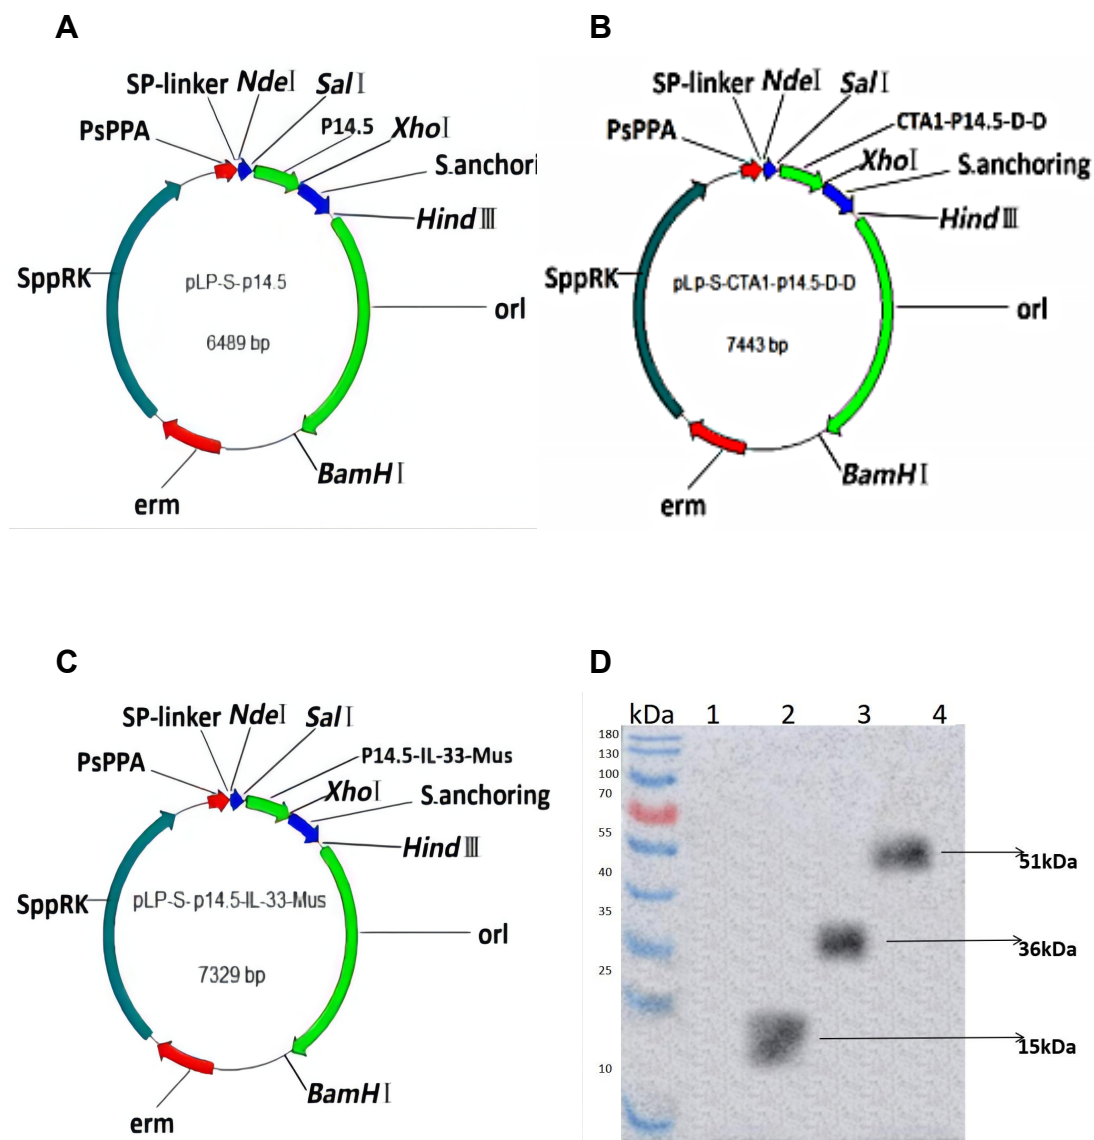 A
SP-linker NdeⅠ SalⅠ
P14.5
XhoⅠ
PsPPA
S.anchori
HindⅢ
SppRK
pLP-S-p14.5
orI
6489 bp
BamHⅠ
erm
B
SP-linker NdeⅠ SalⅠ
CTA1-P14.5-D-D
PsPPA
XhoⅠ
S.anchoring
HindⅢ
SppRK
pLp-S-CTA1-p14.5-D-D
orI
7443 bp
BamHⅠ
erm
C
SP-linker NdeⅠ SalⅠ
P14.5-IL-33-Mus
PsPPA
XhoⅠ
S.anchoring
HindⅢ
SppRK
pLP-S-p14.5-IL-33-Mus
orI
7329 bp
BamHⅠ
erm
D
kDa 1 2 3 4
180
130
100
70
55
51kDa
40
35
36kDa
25
15kDa
10